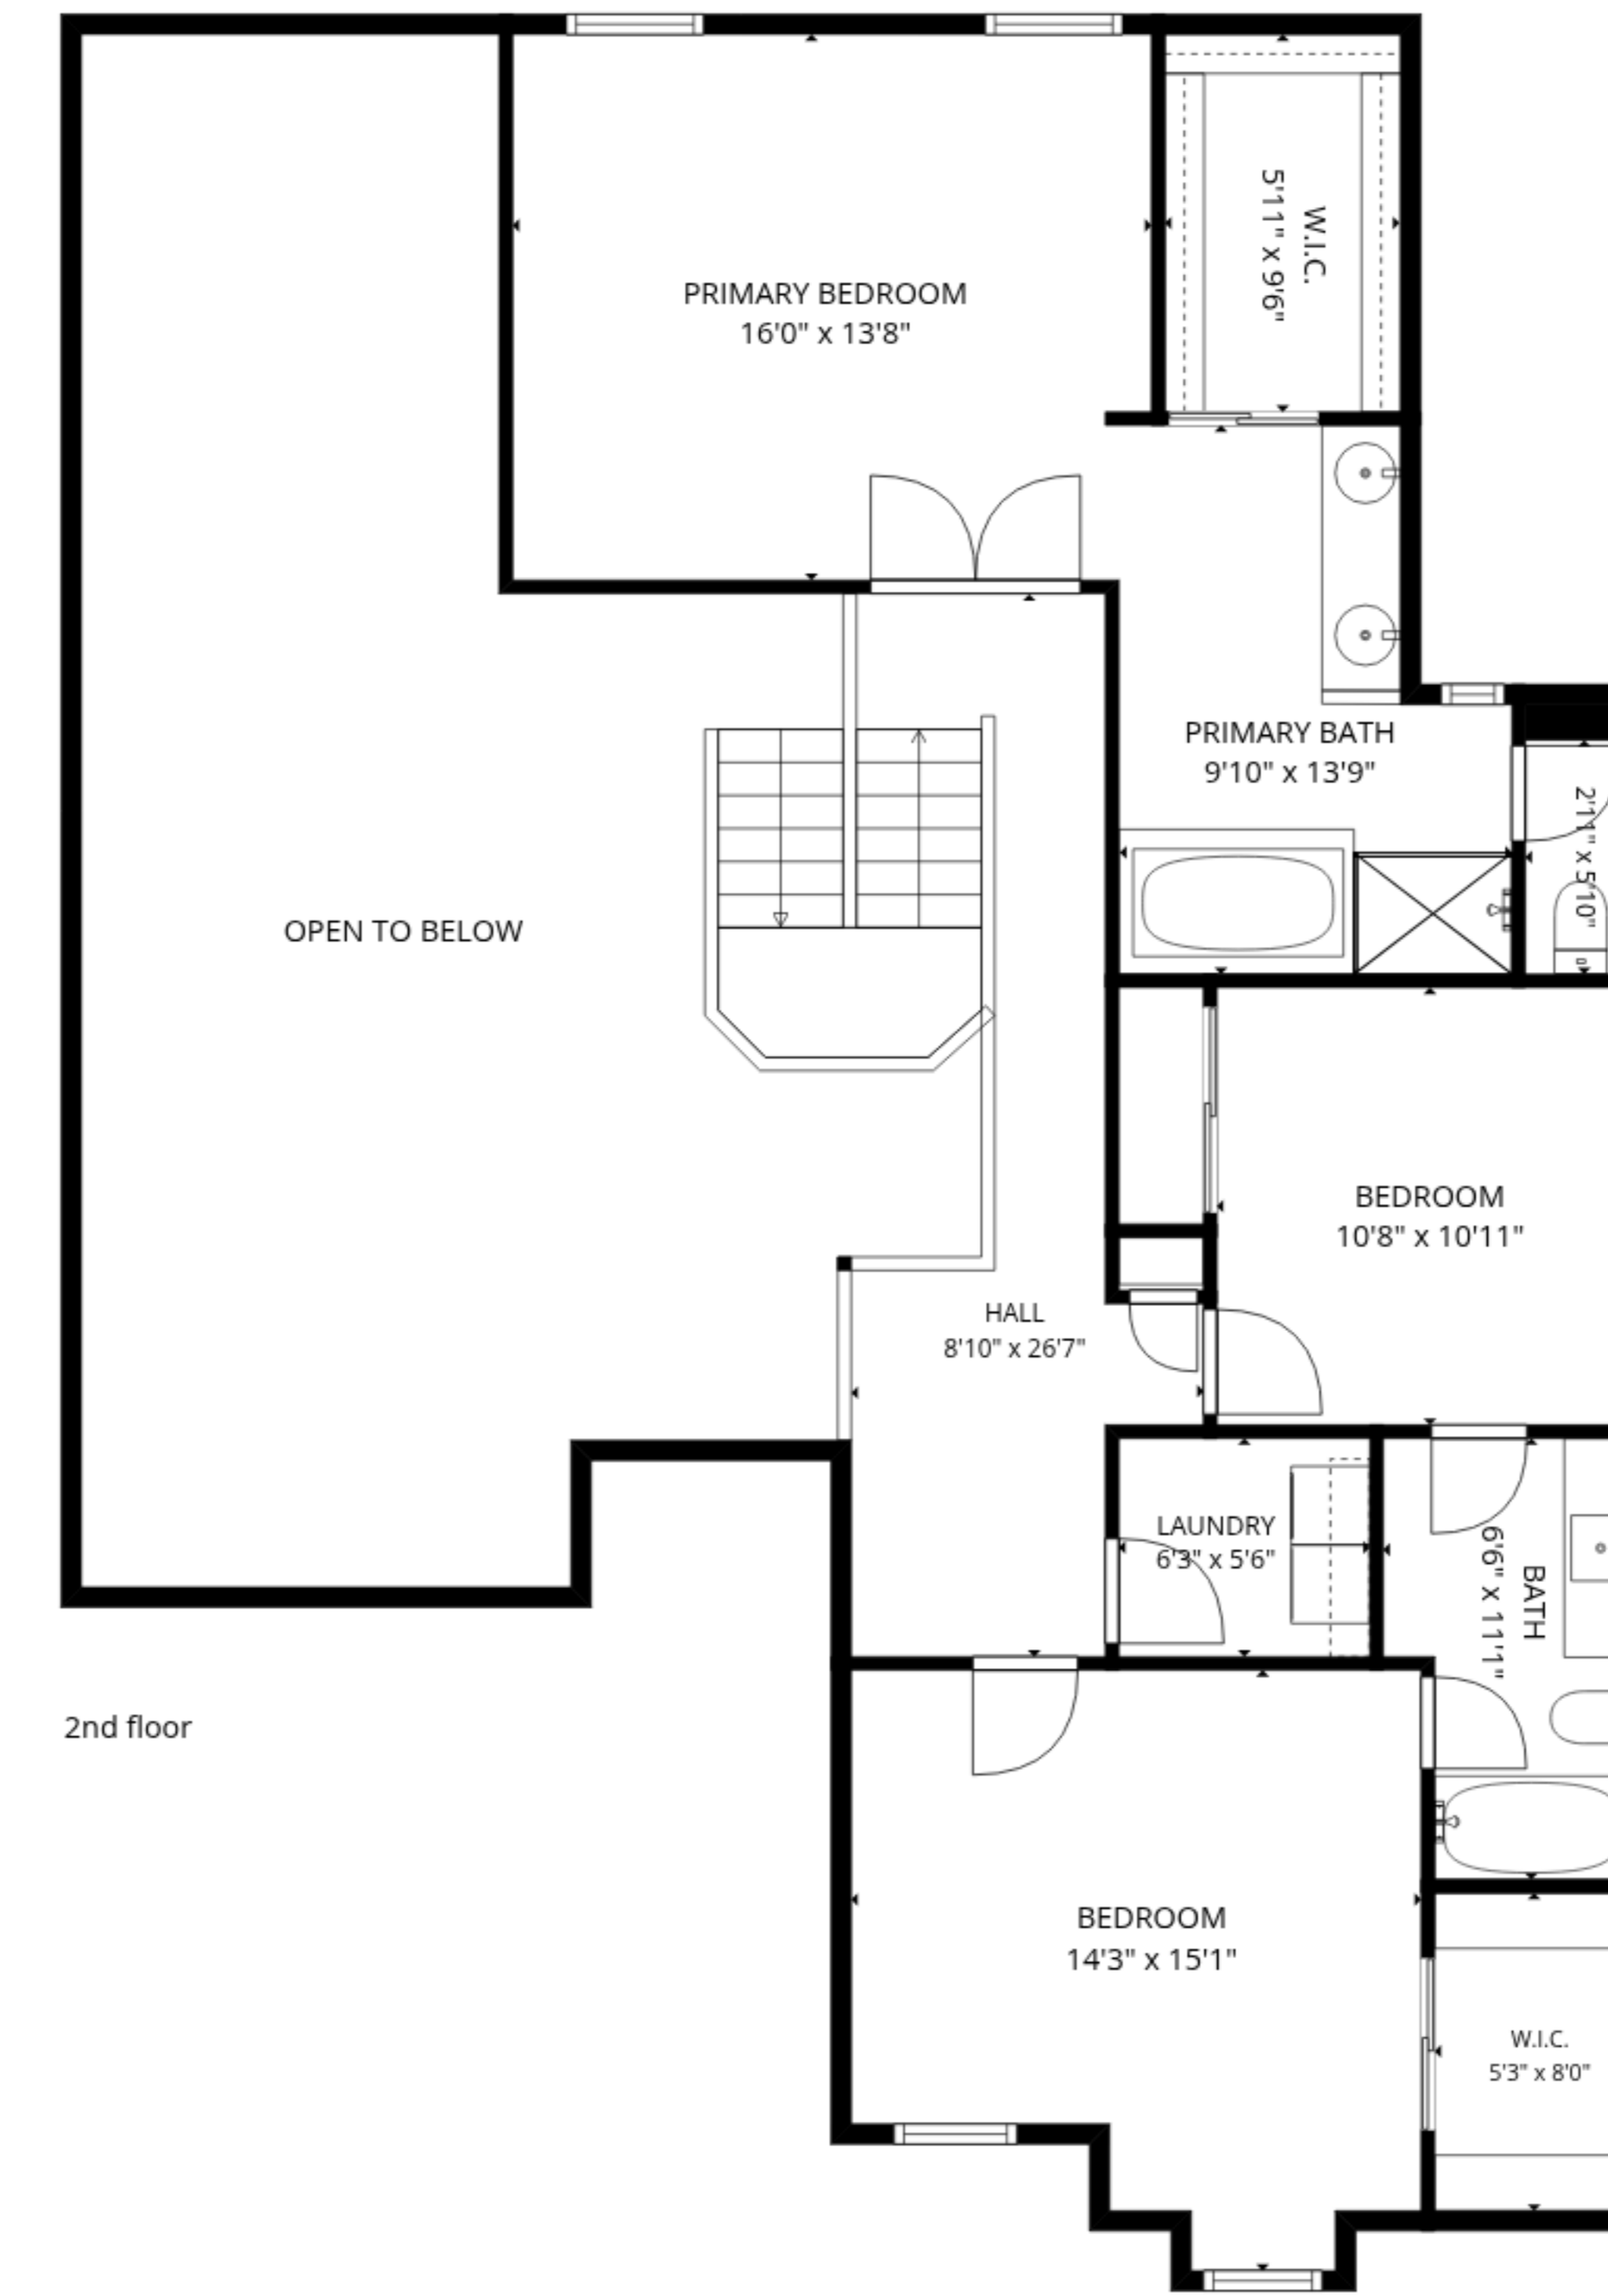 W.I.C.
5'11" x 9'6"
PRIMARY BEDROOM
16'0" x 13'8"
PRIMARY BATH
9'10" x 13'9"
2'11" x 5'10"
OPEN TO BELOW
BEDROOM
10'8" x 10'11"
HALL
8'10" x 26'7"
LAUNDRY
6'3" x 5'6"
BATH
6'6" x 11'1"
2nd floor
BEDROOM
14'3" x 15'1"
W.I.C.
5'3" x 8'0"